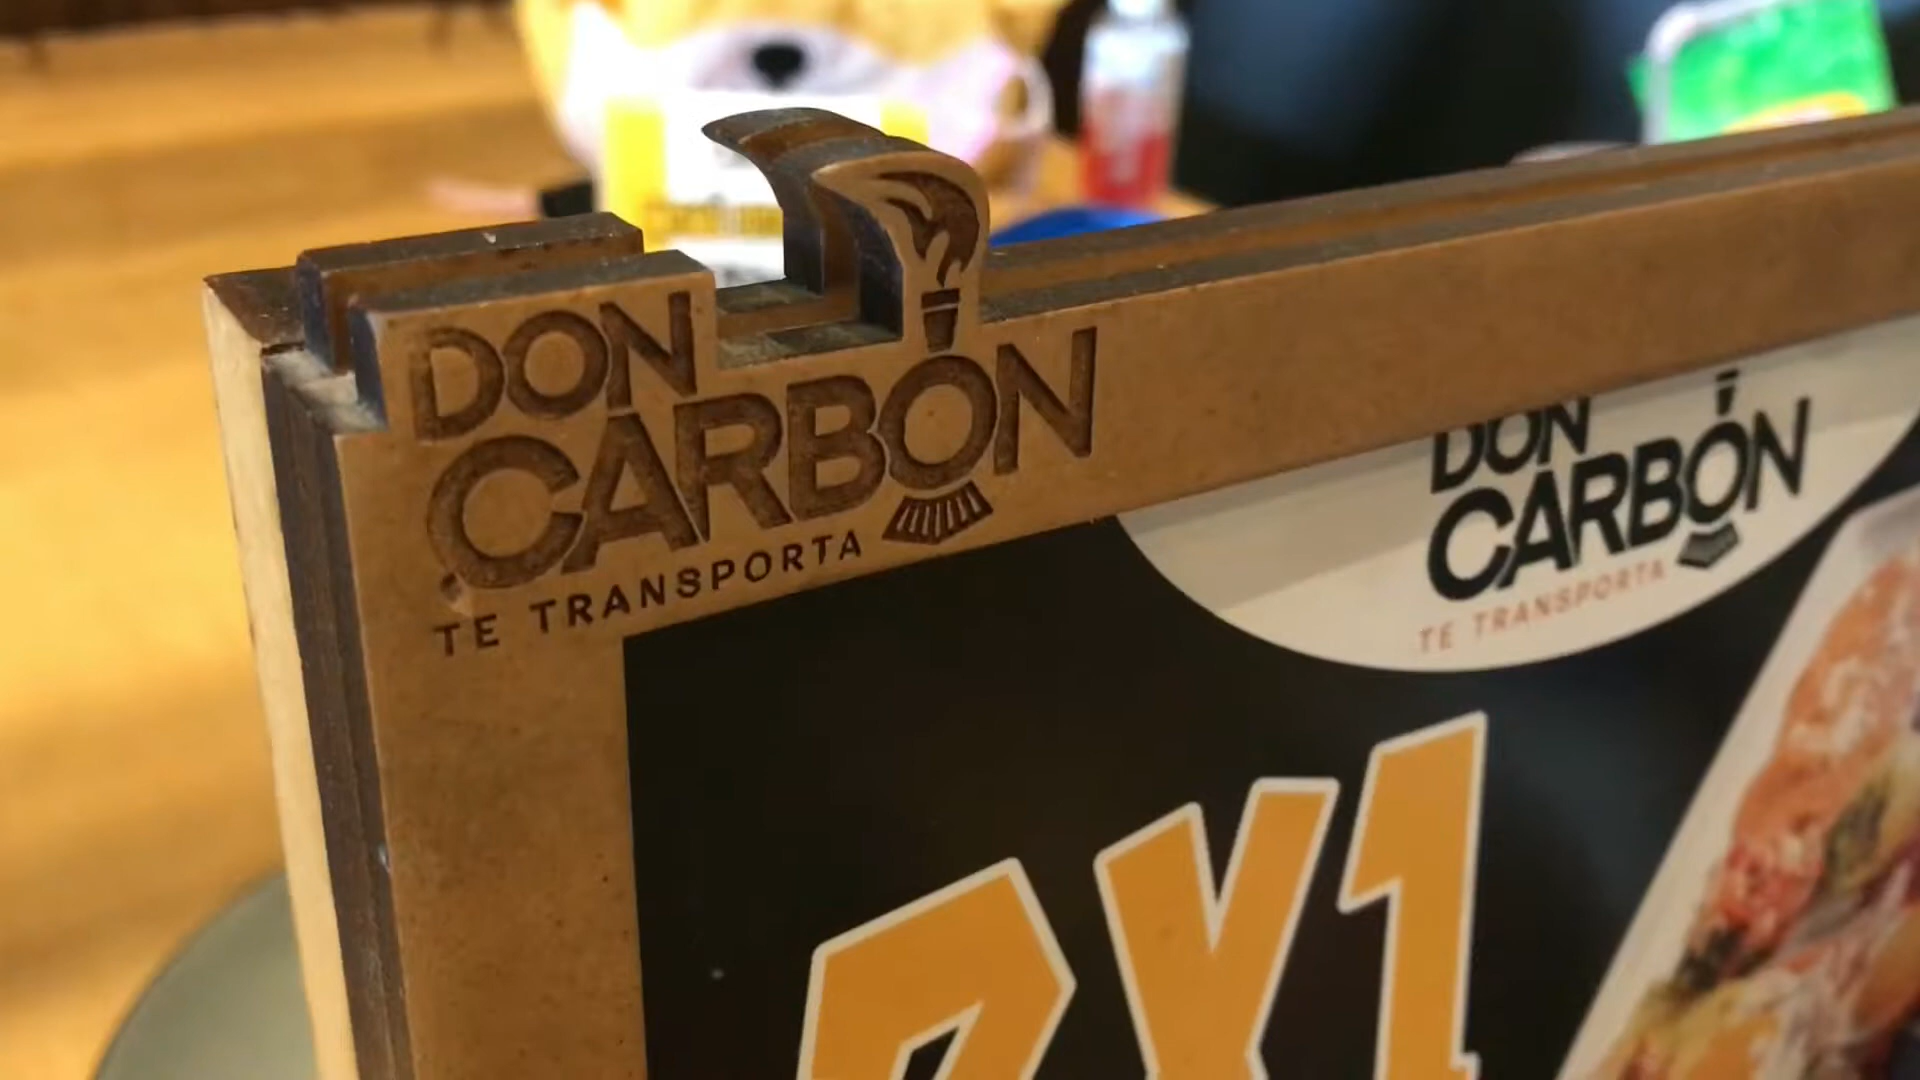 DON
CARBÓN
TE TRANSPORTA
DON
CARBÓN
TE TRANSPORTA
2X1